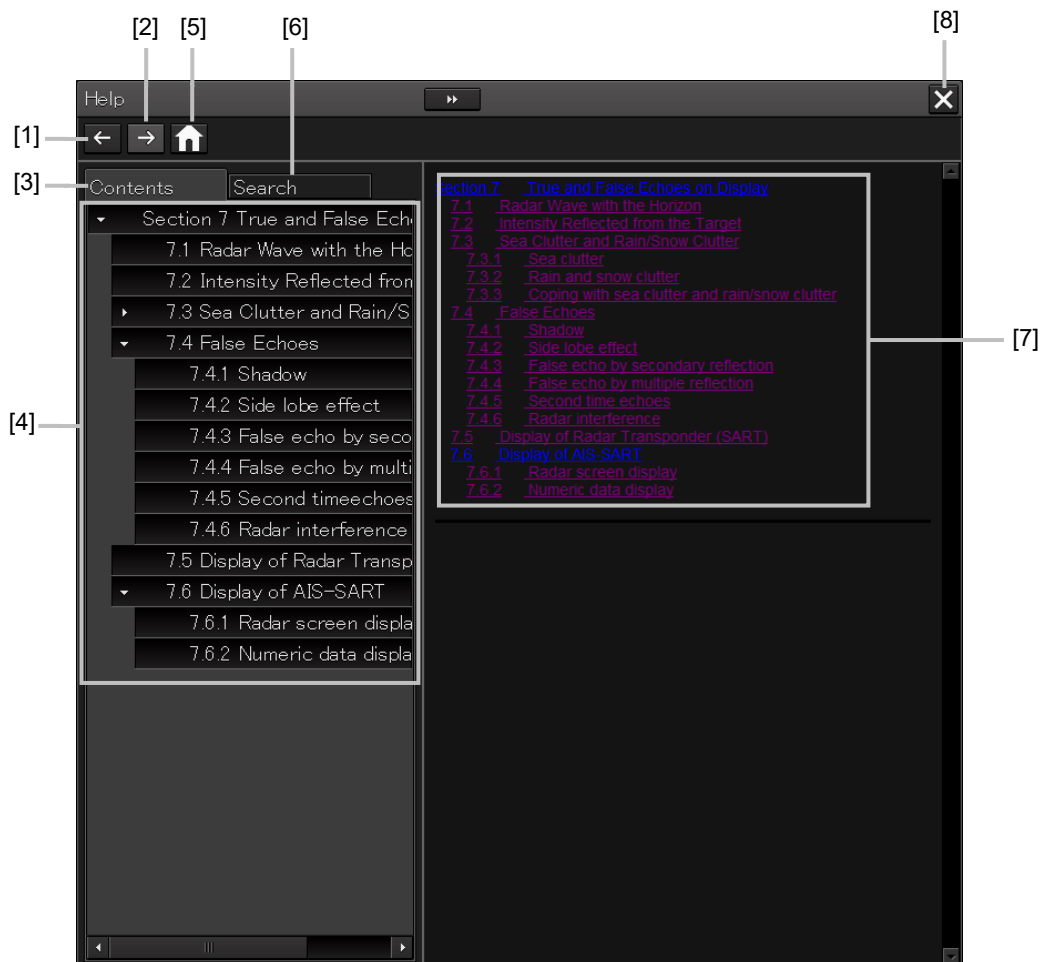 [2] [5] [6] [8]
Help
[1]
[3]
Contents Search
Section 7 True and False Ech
7.1 Radar Wave with the Ho
7.2 Intensity Reflected from
7.3 Sea Clutter and Rain/S
7.4 False Echoes
7.4.1 Shadow
7.4.2 Side lobe effect
7.4.3 False echo by seco
7.4.4 False echo by multi
7.4.5 Second timeechoes
7.4.6 Radar interference
7.5 Display of Radar Transp
7.6 Display of AIS-SART
7.6.1 Radar screen displa
7.6.2 Numeric data displa
[4]
Section 7 True and False Echoes on Display
7.1 Radar Wave with the Horizon
7.2 Intensity Reflected from the Target
7.3 Sea Clutter and Rain/Snow Clutter
7.3.1 Sea clutter
7.3.2 Rain and snow clutter
7.3.3 Coping with sea clutter and rain/snow clutter
7.4 False Echoes
7.4.1 Shadow
7.4.2 Side lobe effect
7.4.3 False echo by secondary reflection
7.4.4 False echo by multiple reflection
7.4.5 Second time echoes
7.4.6 Radar interference
7.5 Display of Radar Transponder (SART)
7.6 Display of AIS-SART
7.6.1 Radar screen display
7.6.2 Numeric data display
[7]